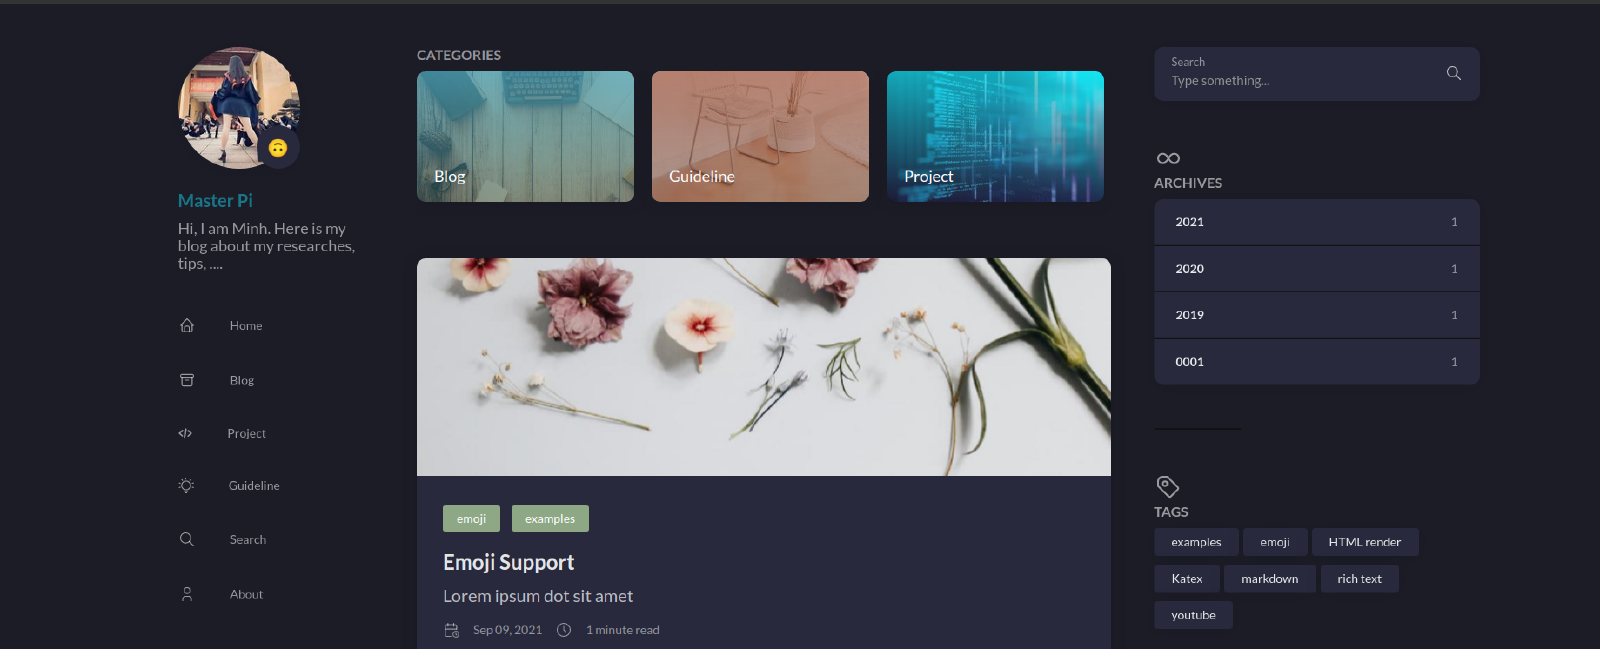 Master Pi
Hi, I am Minh. Here is my
blog about my researches,
tips, ....
Home
Blog
Project
Guideline
Search
About
CATEGORIES
Blog
Guideline
Project
emoji
examples
Emoji Support
Lorem ipsum dot sit amet
Sep 09, 2021
1 minute read
Search
Type something...
ARCHIVES
2021 1
2020 1
2019 1
0001 1
TAGS
examples
emoji
HTML render
Katex
markdown
rich text
youtube